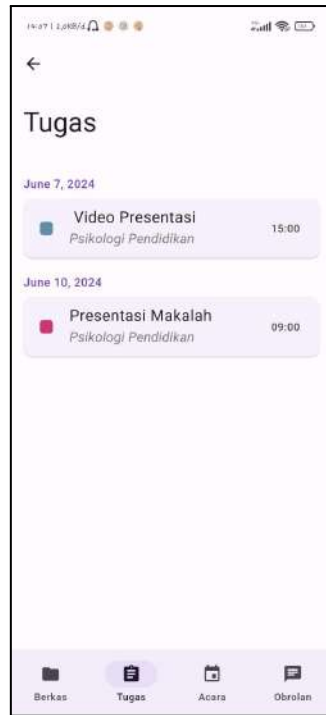 Tugas
June 7, 2024
Video Presentasi
Psikologi Pendidikan
15:00
June 10, 2024
Presentasi Makalah
Psikologi Pendidikan
09:00
Berkas
Tugas
Acara
Obrolan